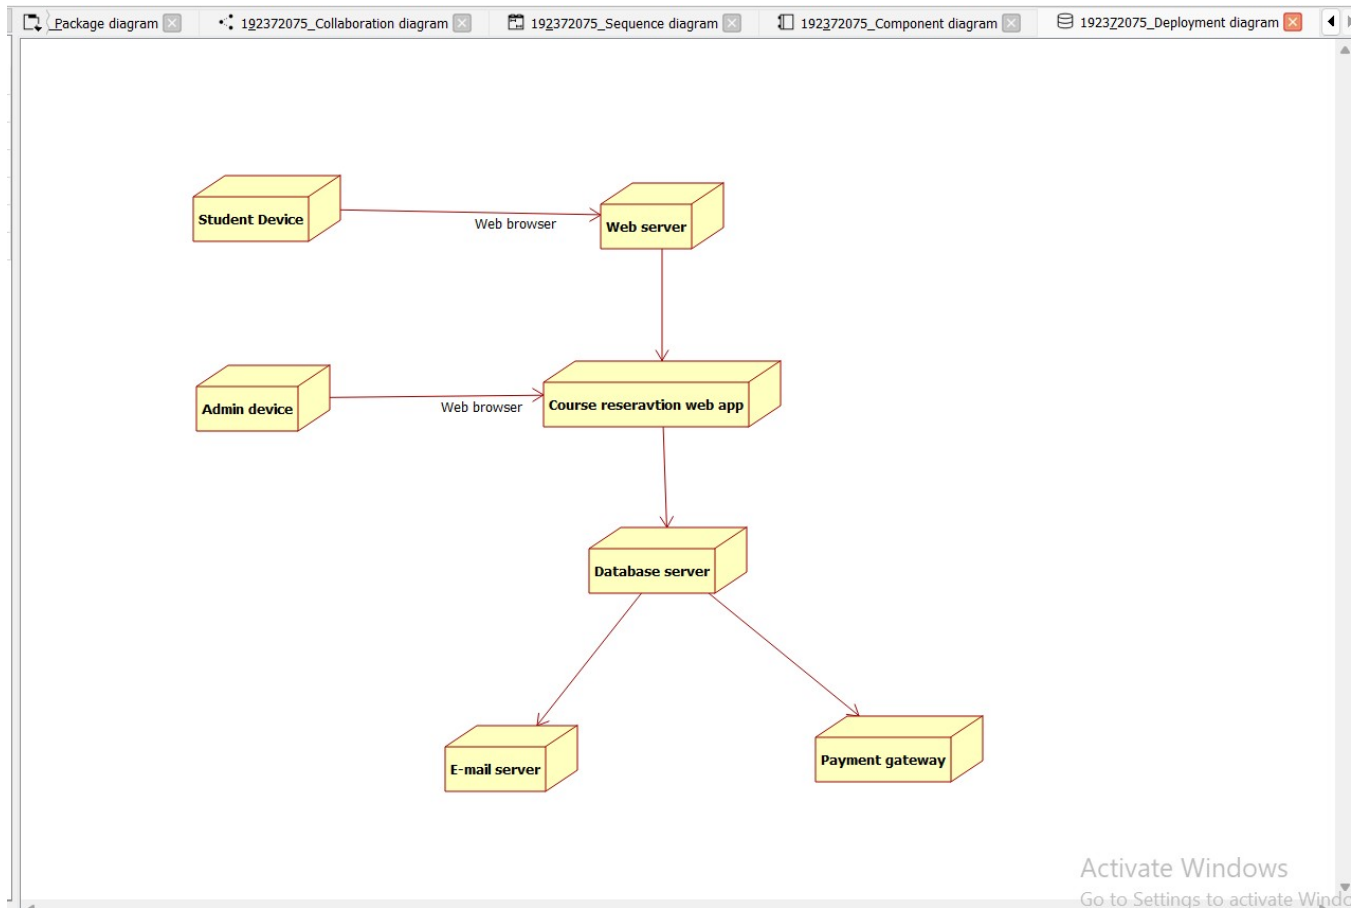 _Package diagram
192372075_Collaboration diagram
192372075_Sequence diagram
192372075_Component diagram
192372075_Deployment diagram
Student Device
Web browser
Web server
Admin device
Web browser
Course reseravtion web app
Database server
E-mail server
Payment gateway
Activate Windows
Go to Settings to activate Windo